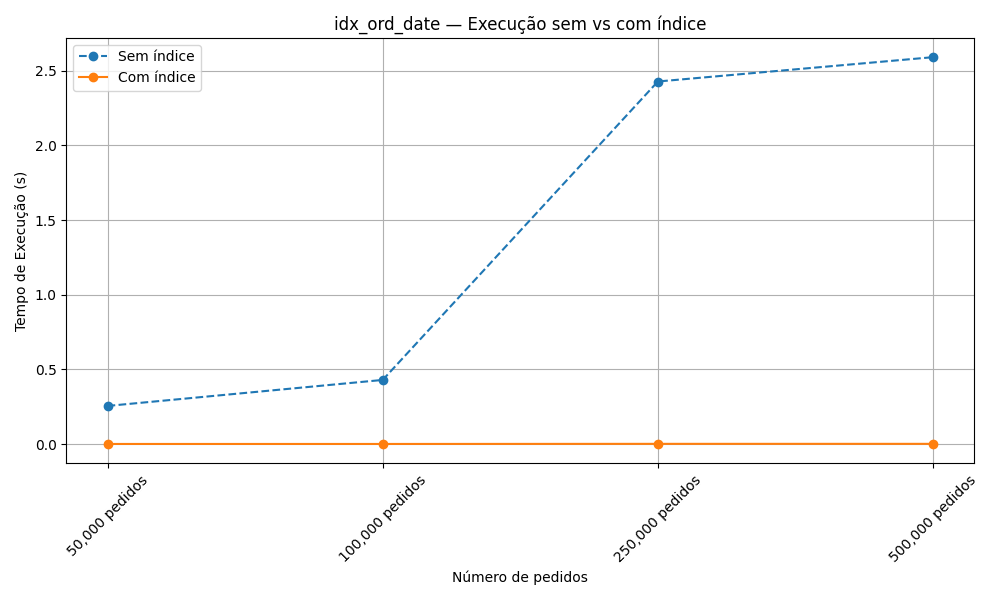 idx_ord_date — Execução sem vs com índice
Sem índice
Com índice
Tempo de Execução (s)
2.5
2.0
1.5
1.0
0.5
0.0
50,000 pedidos
100,000 pedidos
250,000 pedidos
500,000 pedidos
Número de pedidos